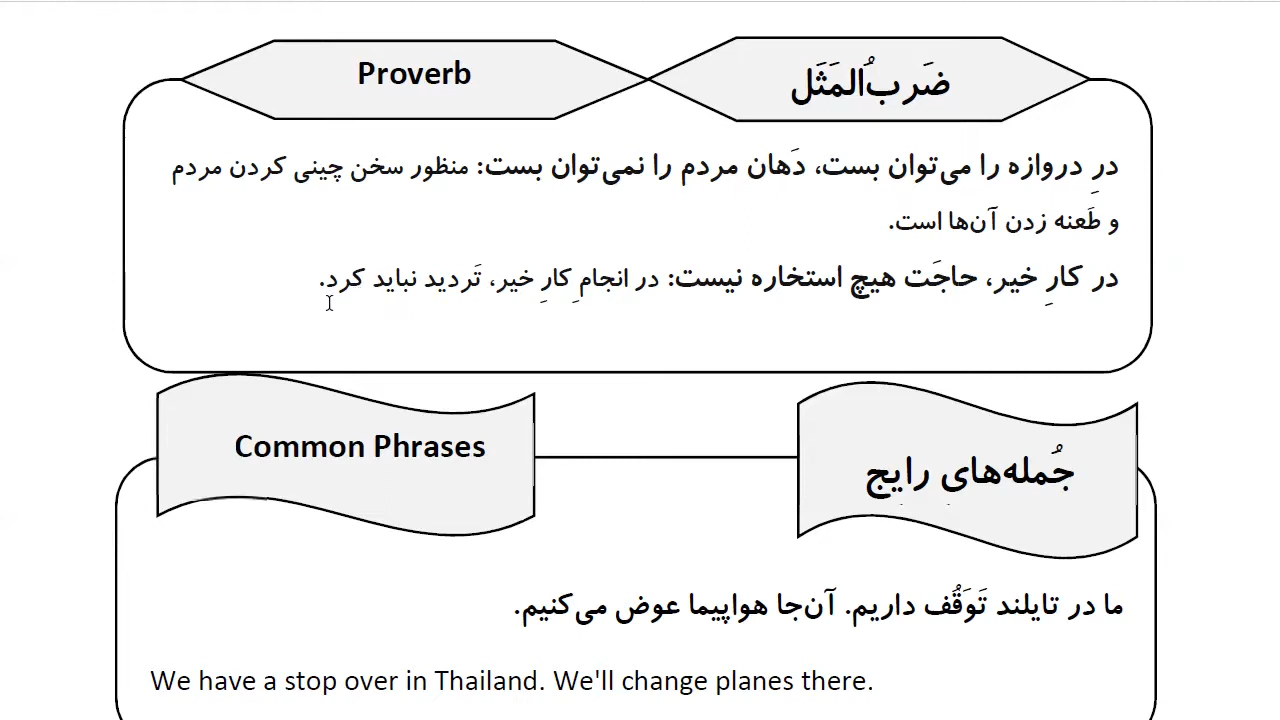 Proverb
ضَربُ‌المَثَل
درِ دروازه را می‌توان بست، دَهان مردم را نمی‌توان بست: منظور سخن چینی کردن مردم
و طَعنه زدن آن‌ها است.
در کارِ خیر، حاجَت هیچ استخاره نیست: در انجامِ کارِ خیر، تَردید نباید کرد.
Common Phrases
جُمله‌هایِ رایِج
ما در تایلند تَوَقُف داریم. آن‌جا هواپیما عوض می‌کنیم.
We have a stop over in Thailand. We'll change planes there.